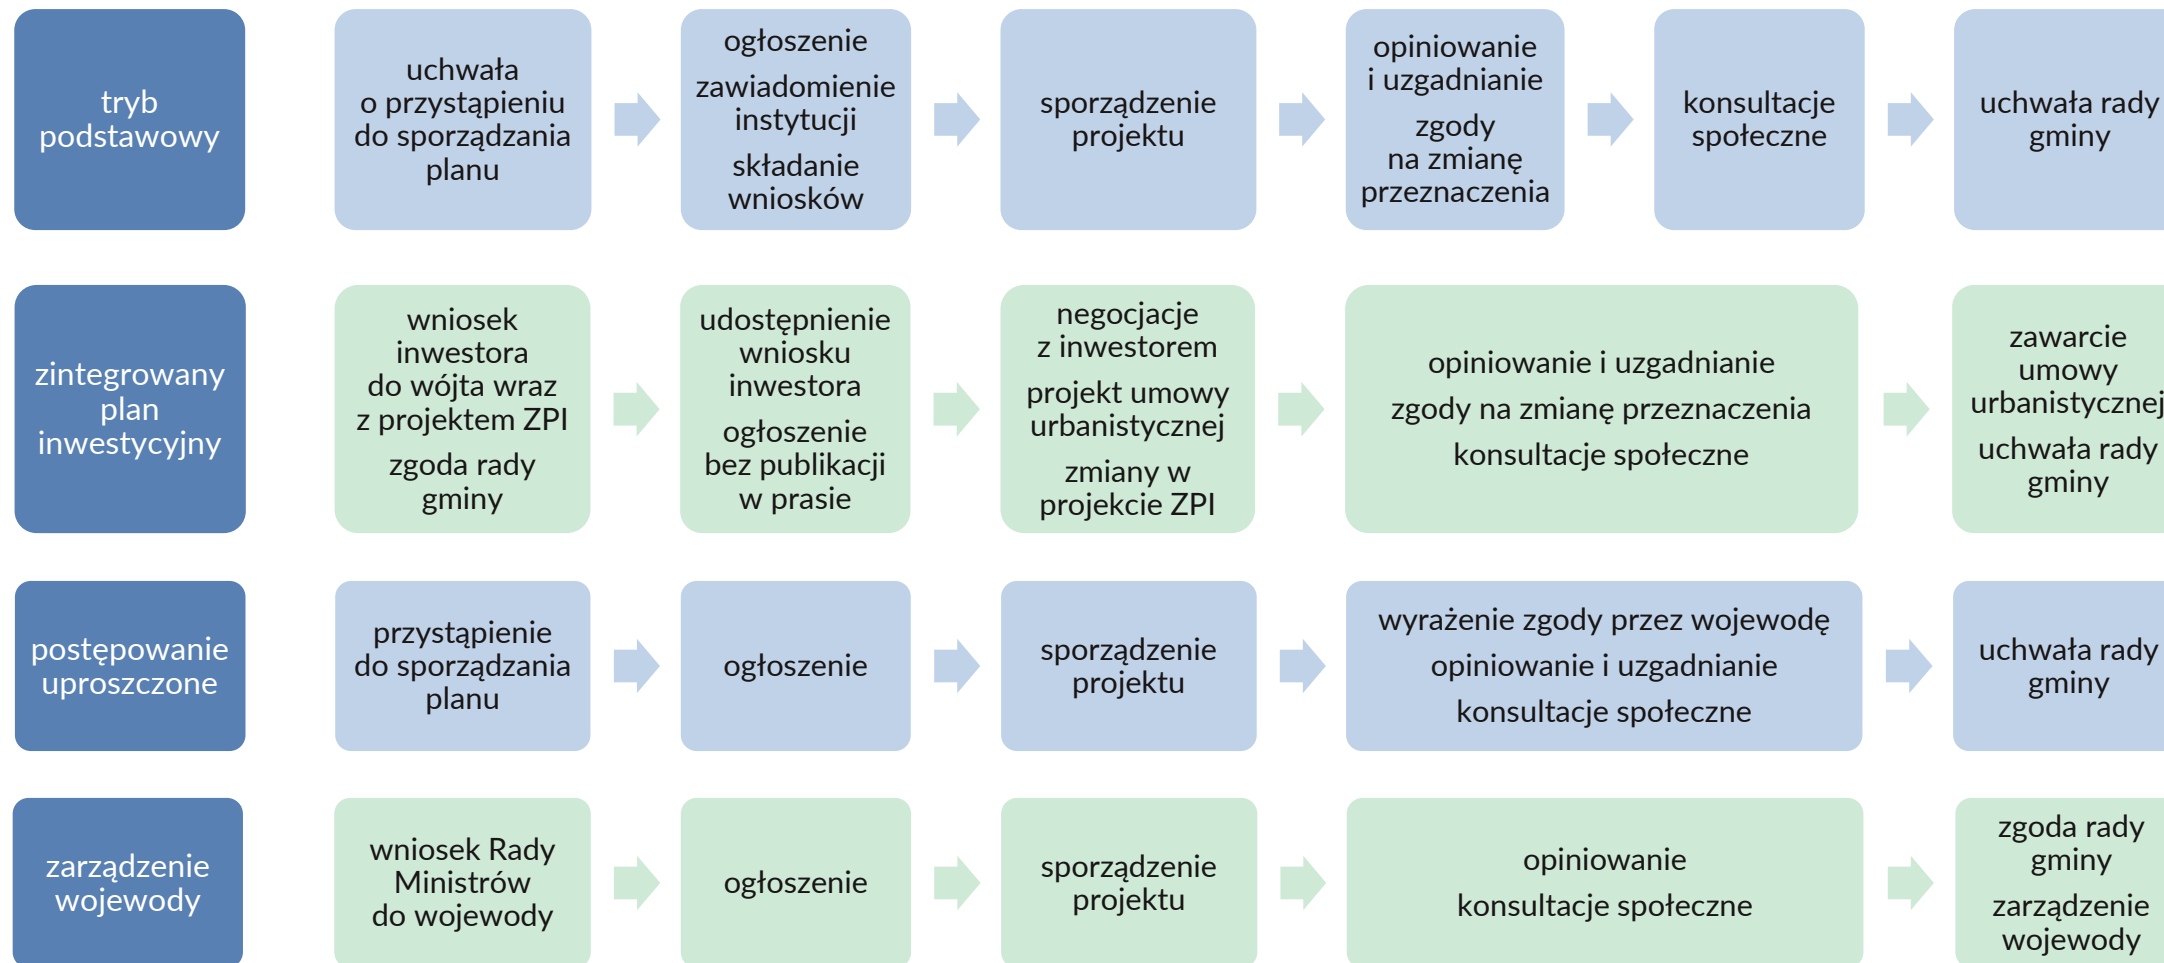 tryb
podstawowy
uchwała
o przystąpieniu
do sporządzania
planu
ogłoszenie
zawiadomienie
instytucji
składanie
wniosków
sporządzenie
projektu
opiniowanie
i uzgadnianie
zgody
na zmianę
przeznaczenia
konsultacje
społeczne
uchwała rady
gminy
zintegrowany
plan
inwestycyjny
wniosek
inwestora
do wójta wraz
z projektem ZPI
zgoda rady
gminy
udostępnienie
wniosku
inwestora
ogłoszenie
bez publikacji
w prasie
negocjacje
z inwestorem
projekt umowy
urbanistycznej
zmiany w
projekcie ZPI
opiniowanie i uzgadnianie
zgody na zmianę przeznaczenia
konsultacje społeczne
zawarcie
umowy
urbanistycznej
uchwała rady
gminy
postępowanie
uproszczone
przystąpienie
do sporządzania
planu
ogłoszenie
sporządzenie
projektu
wyrażenie zgody przez wojewodę
opiniowanie i uzgadnianie
konsultacje społeczne
uchwała rady
gminy
zarządzenie
wojewody
wniosek Rady
Ministrów
do wojewody
ogłoszenie
sporządzenie
projektu
opiniowanie
konsultacje społeczne
zgoda rady
gminy
zarządzenie
wojewody